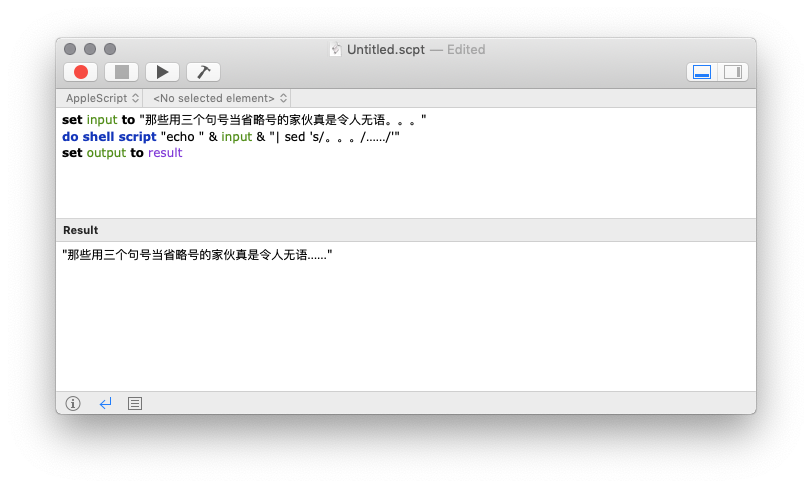 Untitled.scpt — Edited
AppleScript <No selected element>
set input to "那些用三个句号当省略号的家伙真是令人无语。。。"
do shell script "echo " & input & "| sed 's/。。。/……/'"
set output to result
Result
"那些用三个句号当省略号的家伙真是令人无语……"